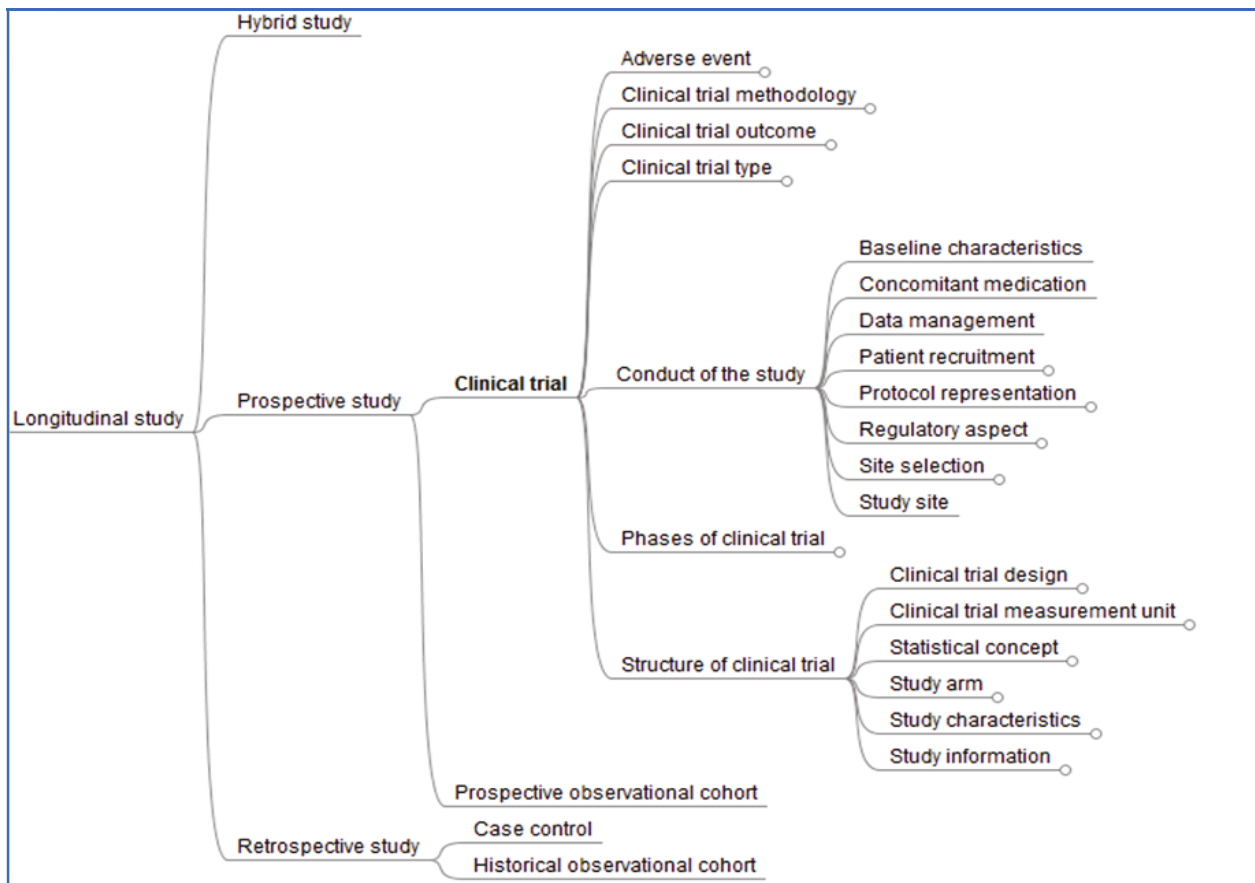 Hybrid study
Adverse event
Clinical trial methodology
Clinical trial outcome
Clinical trial type
Baseline characteristics
Concomitant medication
Data management
Patient recruitment
Conduct of the study
Clinical trial
Protocol representation
Prospective study
Longitudinal study
Regulatory aspect
Site selection
Study site
Phases of clinical trial
Clinical trial design
Clinical trial measurement unit
Statistical concept
Structure of clinical trial
Study arm
Study characteristics
Study information
Prospective observational cohort
Case control
Retrospective study
Historical observational cohort